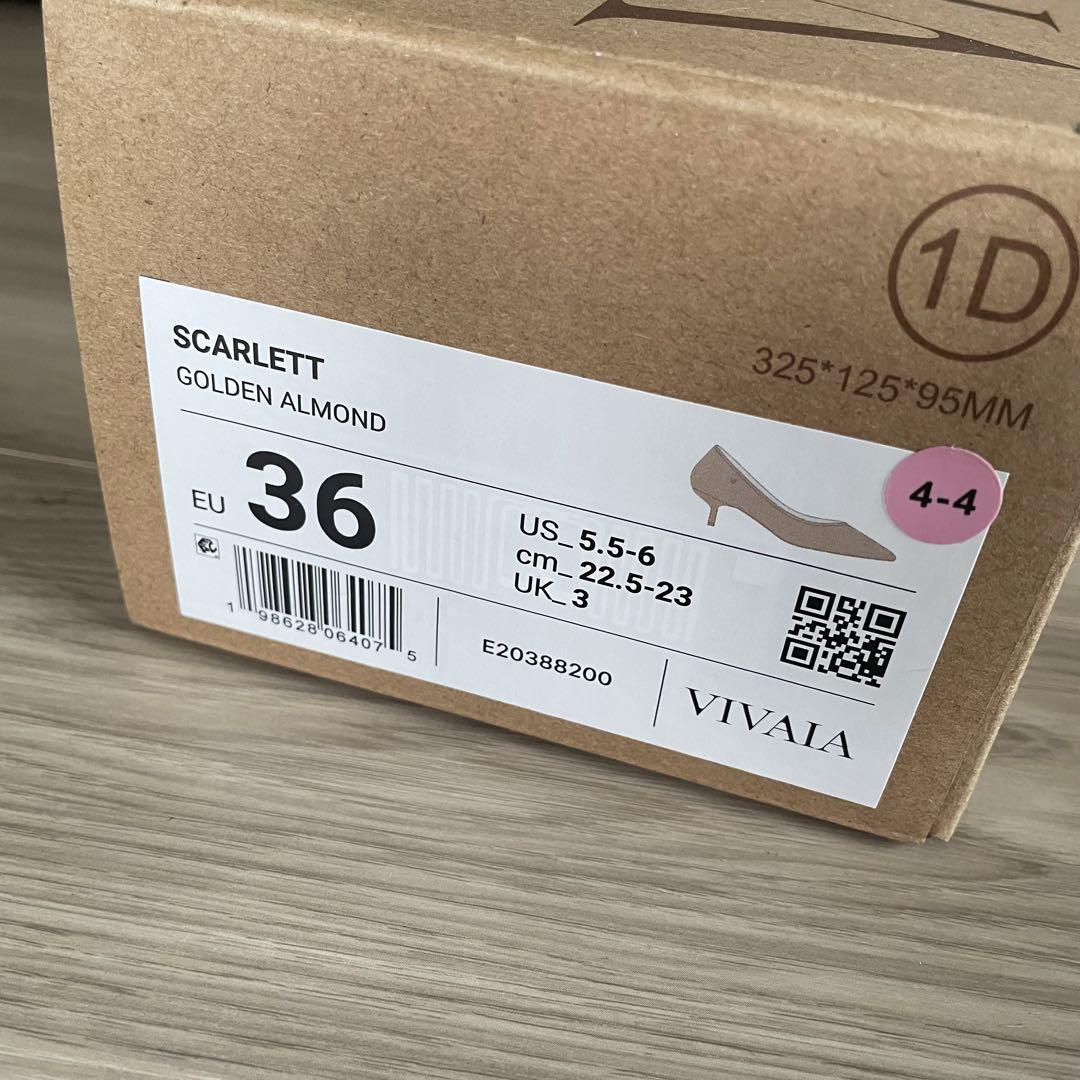 1D
325*125*95MM
SCARLETT
GOLDEN ALMOND
4-4
EU 36
US_5.5-6
cm_22.5-23
UK_3
1 98628 06407 5
E20388200
VIVAIA